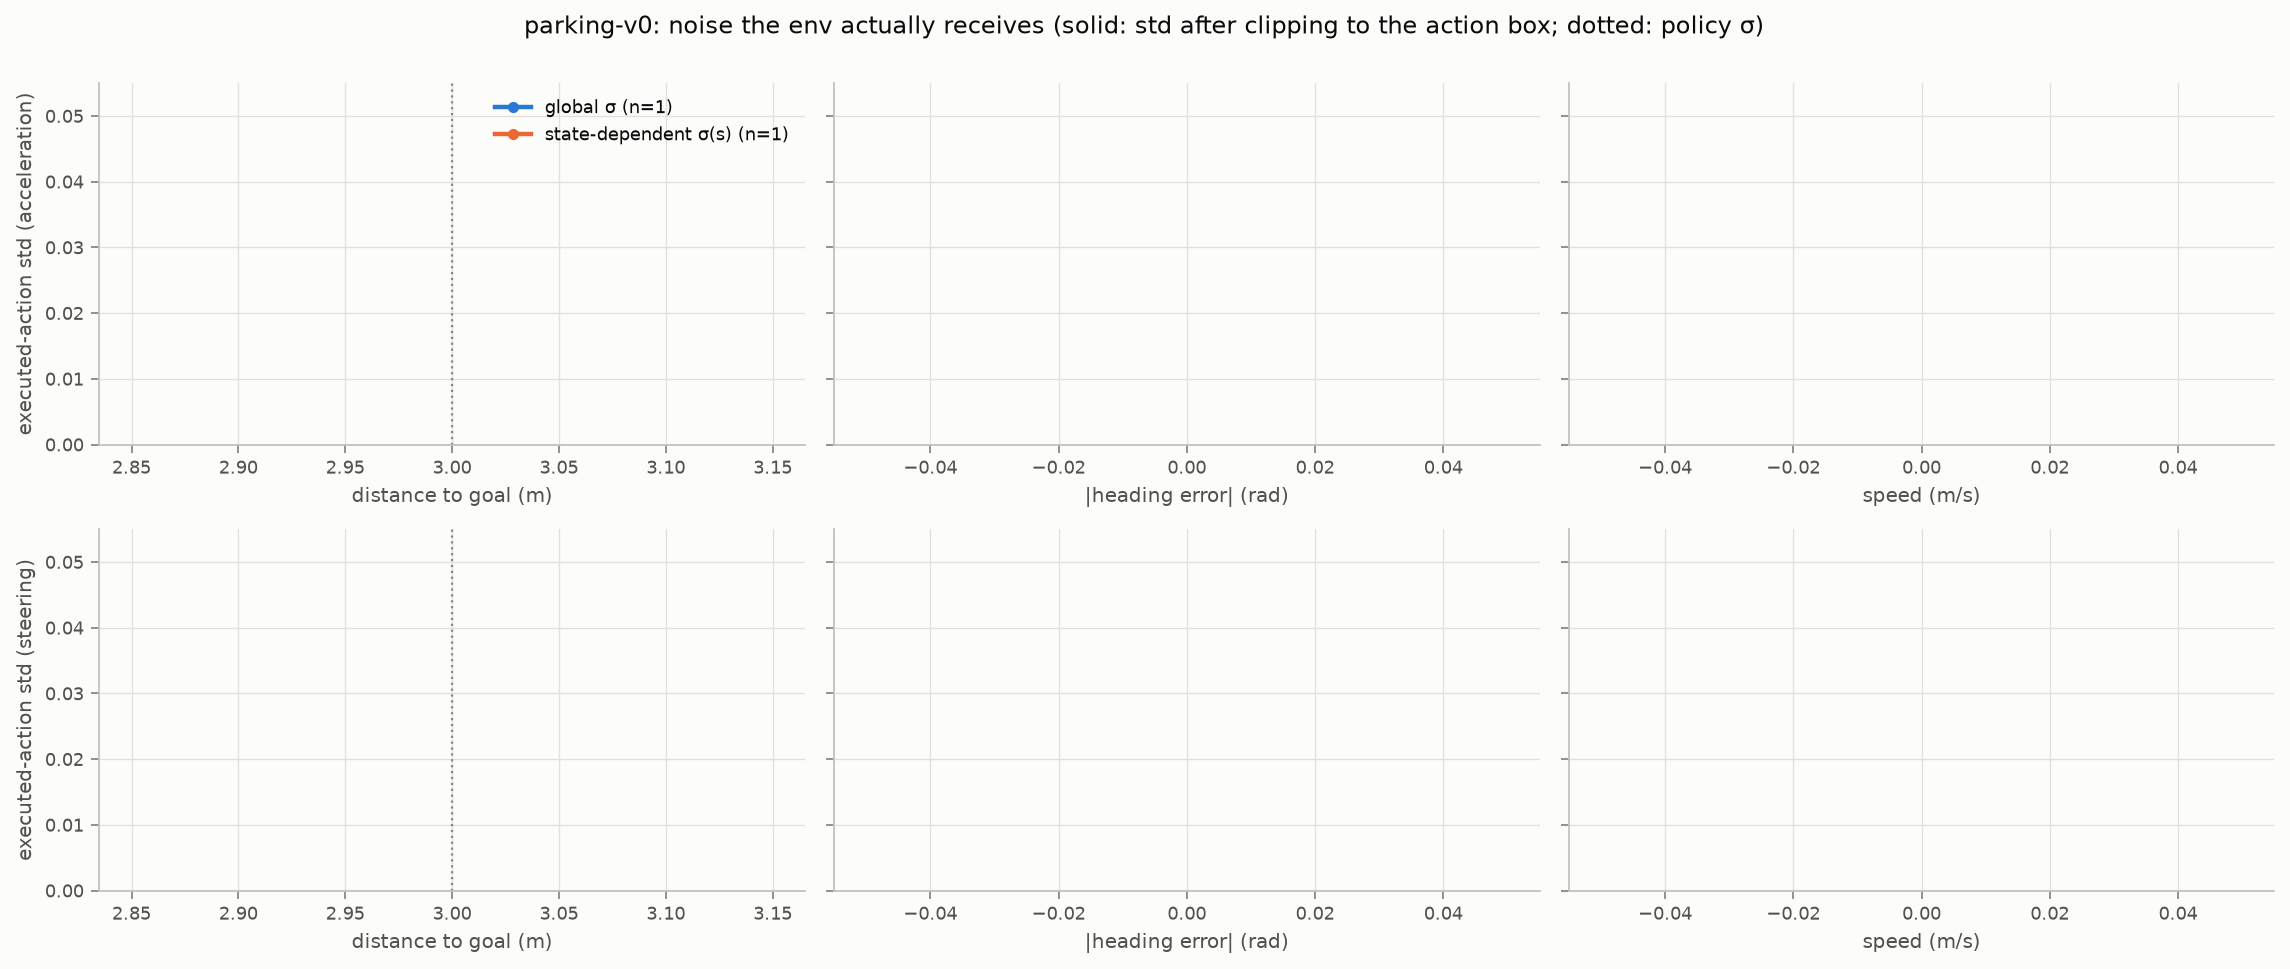 parking-v0: noise the env actually receives (solid: std after clipping to the action box; dotted: policy σ)
executed-action std (acceleration)
0.05
0.04
0.03
0.02
0.01
0.00
global σ (n=1)
state-dependent σ(s) (n=1)
2.85 2.90 2.95 3.00 3.05 3.10 3.15
distance to goal (m)
−0.04 −0.02 0.00 0.02 0.04
|heading error| (rad)
−0.04 −0.02 0.00 0.02 0.04
speed (m/s)
executed-action std (steering)
0.05
0.04
0.03
0.02
0.01
0.00
2.85 2.90 2.95 3.00 3.05 3.10 3.15
distance to goal (m)
−0.04 −0.02 0.00 0.02 0.04
|heading error| (rad)
−0.04 −0.02 0.00 0.02 0.04
speed (m/s)